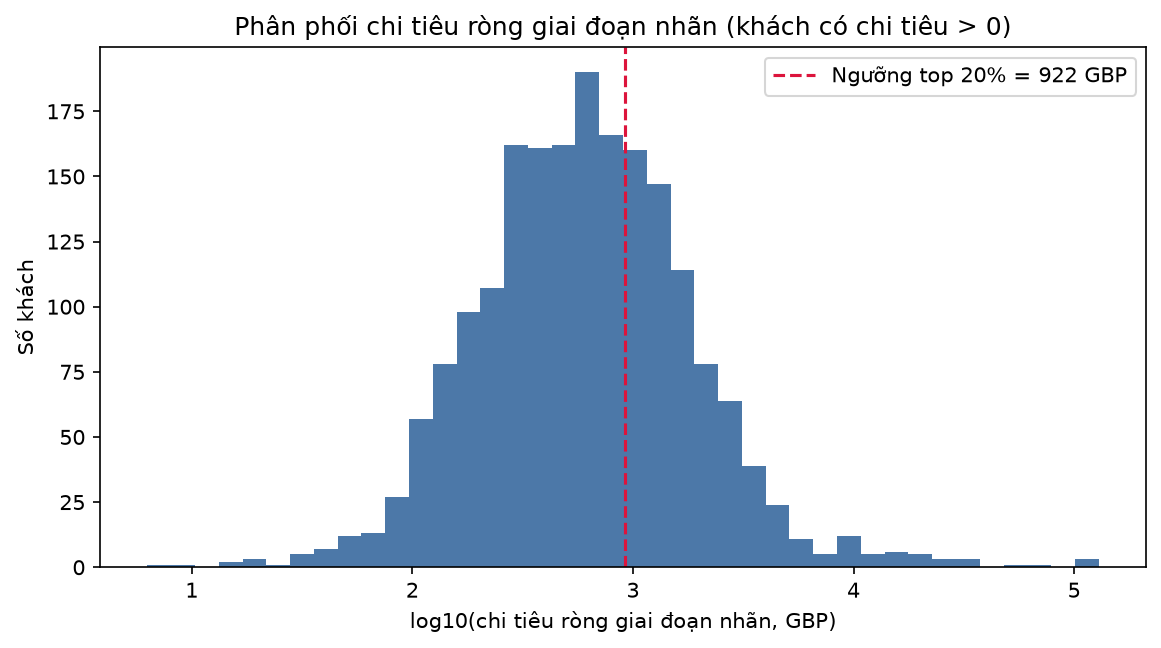 Phân phối chi tiêu ròng giai đoạn nhãn (khách có chi tiêu > 0)
Ngưỡng top 20% = 922 GBP
Số khách
175
150
125
100
75
50
25
0
1 2 3 4 5
log10(chi tiêu ròng giai đoạn nhãn, GBP)